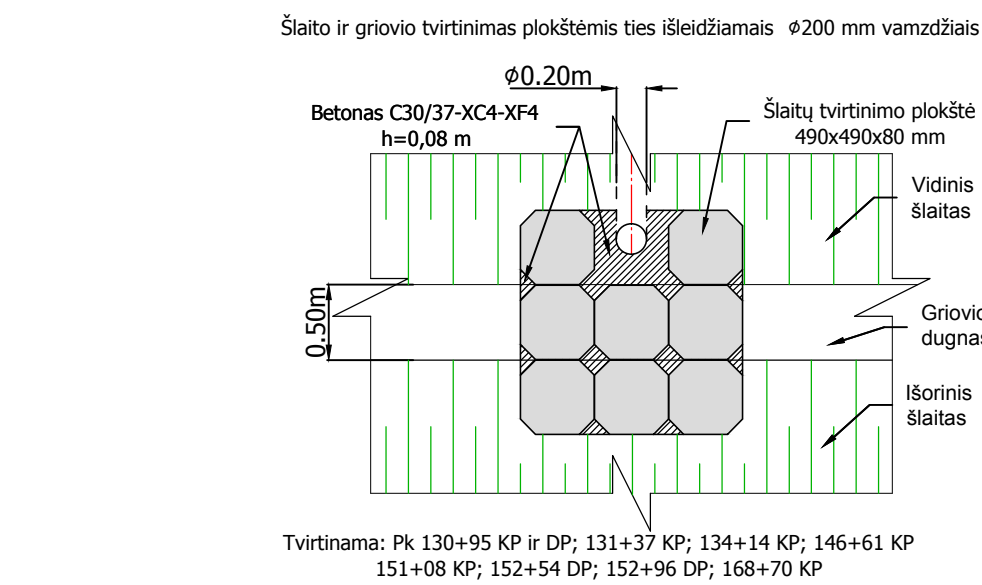 Šlaito ir griovio tvirtinimas plokštėmis ties išleidžiamais ⌀200 mm vamzdžiais
⌀0.20m
Betonas C30/37-XC4-XF4
h=0,08 m
Šlaitų tvirtinimo plokštė
490x490x80 mm
Vidinis
šlaitas
0.50m
Griovio
dugnas
Išorinis
šlaitas
Tvirtinama: Pk 130+95 KP ir DP; 131+37 KP; 134+14 KP; 146+61 KP
151+08 KP; 152+54 DP; 152+96 DP; 168+70 KP